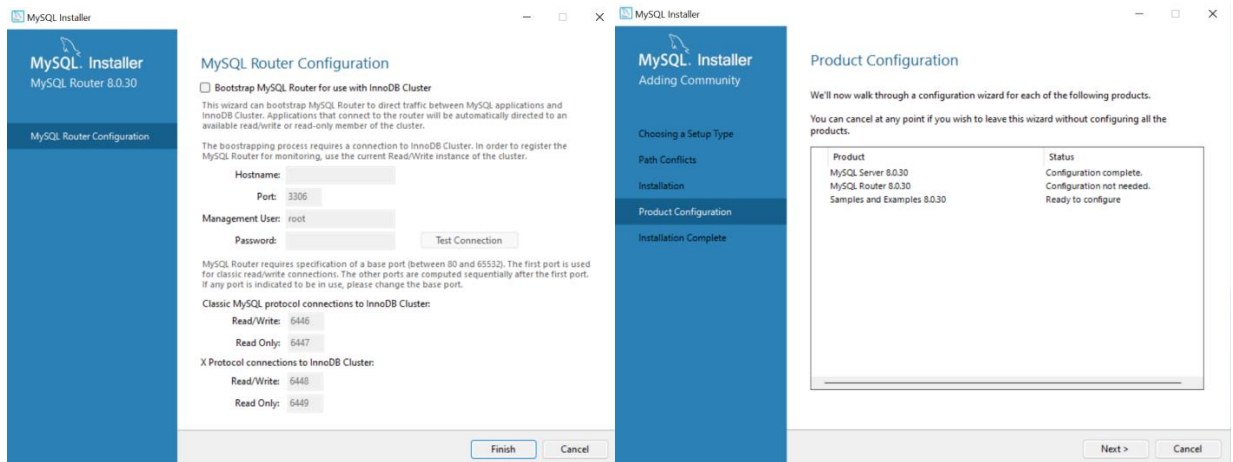 MySQL Installer
MySQL. Installer
MySQL Router 8.0.30
MySQL Router Configuration
MySQL Router Configuration
Bootstrap MySQL Router for use with InnoDB Cluster
This wizard can bootstrap MySQL Router to direct traffic between MySQL applications and
InnoDB Cluster. Applications that connect to the router will be automatically directed to an
available read/write or read-only member of the cluster.
The boostrapping process requires a connection to InnoDB Cluster. In order to register the
MySQL Router for monitoring, use the current Read/Write instance of the cluster.
Hostname:
Port: 3306
Management User: root
Password: Test Connection
MySQL Router requires specification of a base port (between 80 and 65532). The first port is used
for classic read/write connections. The other ports are computed sequentially after the first port.
If any port is indicated to be in use, please change the base port.
Classic MySQL protocol connections to InnoDB Cluster:
Read/Write: 6446
Read Only: 6447
X Protocol connections to InnoDB Cluster:
Read/Write: 6448
Read Only: 6449
Finish Cancel
MySQL Installer
MySQL. Installer
Adding Community
Choosing a Setup Type
Path Conflicts
Installation
Product Configuration
Installation Complete
Product Configuration
We'll now walk through a configuration wizard for each of the following products.
You can cancel at any point if you wish to leave this wizard without configuring all the
products.
Product Status
MySQL Server 8.0.30 Configuration complete.
MySQL Router 8.0.30 Configuration not needed.
Samples and Examples 8.0.30 Ready to configure
Next > Cancel